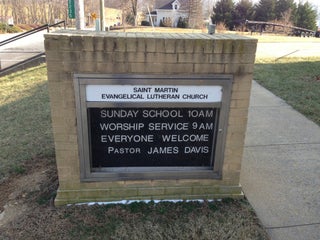 SAINT MARTIN
EVANGELICAL LUTHERAN CHURCH
SUNDAY SCHOOL 10AM
WORSHIP SERVICE 9AM
EVERYONE WELCOME
PASTOR JAMES DAVIS